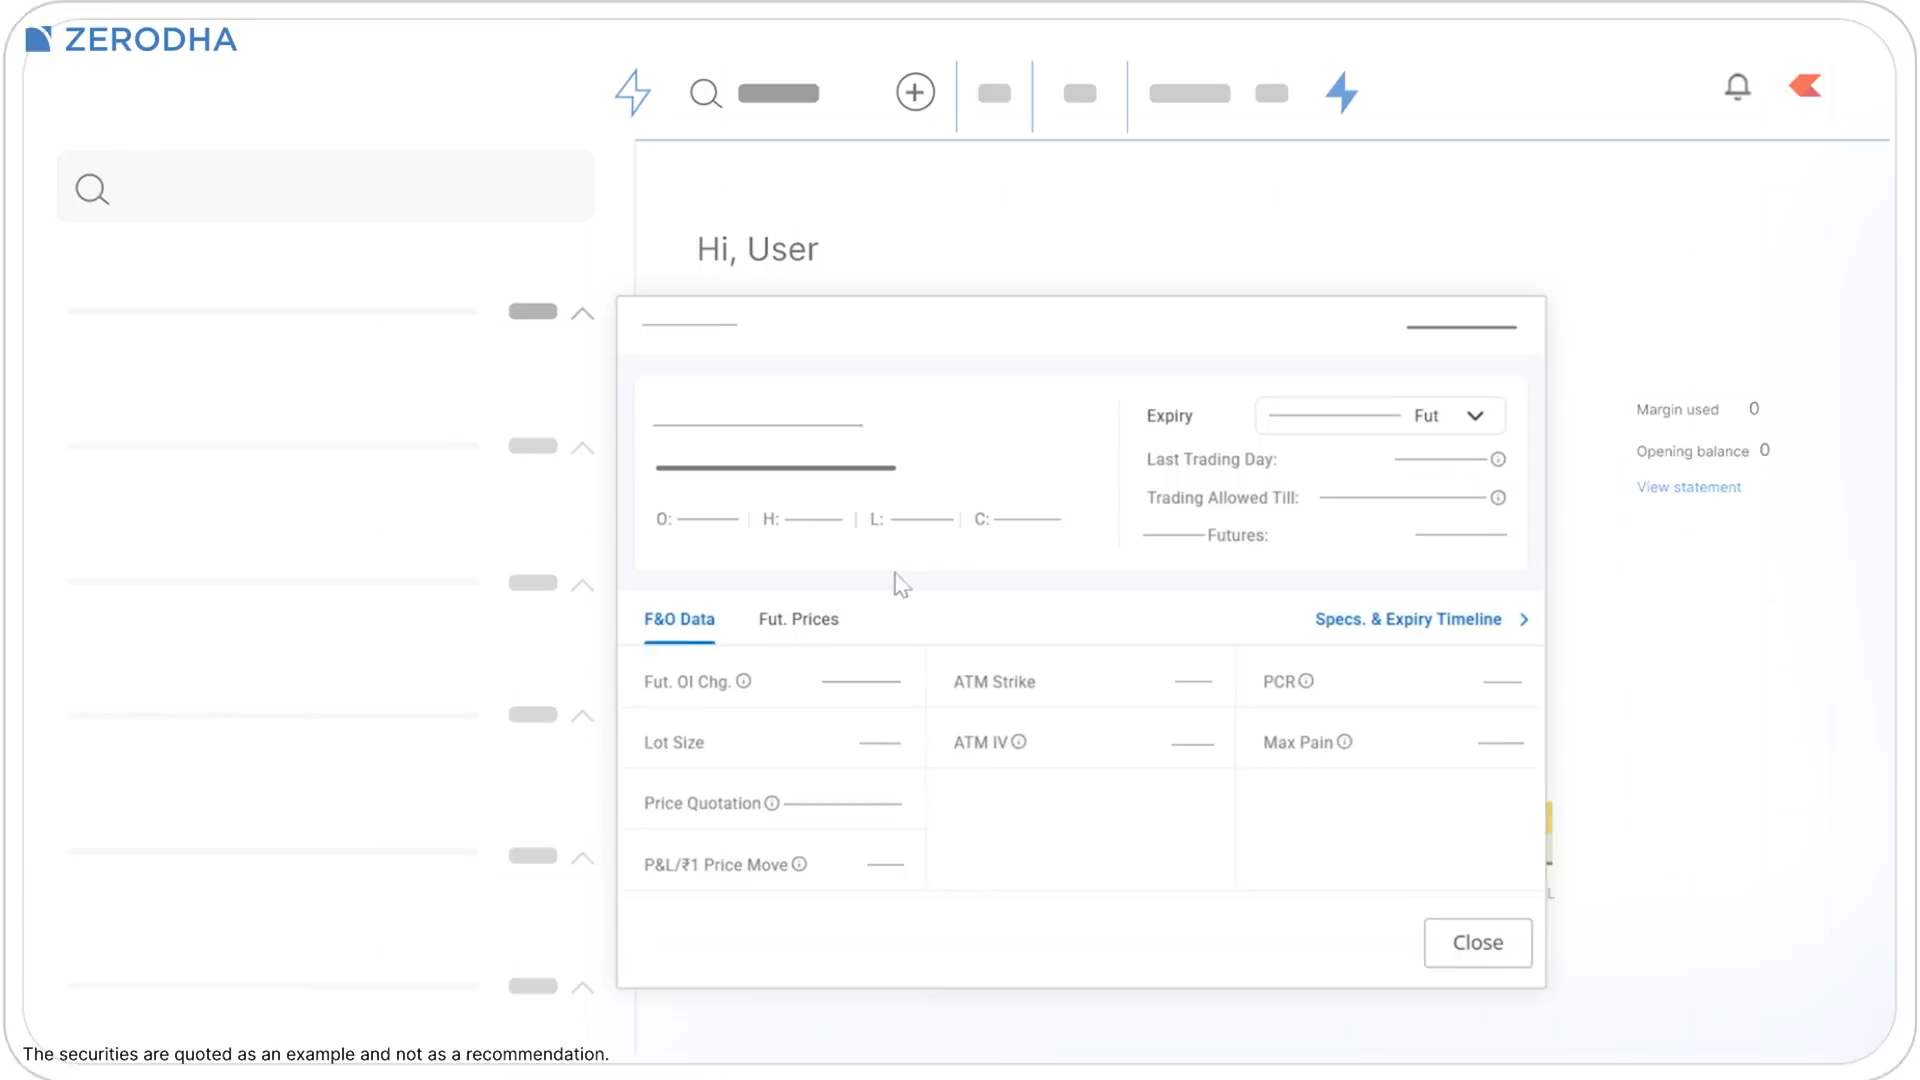 ZERODHA
Hi, User
Expiry Fut
Last Trading Day:
Trading Allowed Till:
O: H: L: C:
Futures:
Margin used 0
Opening balance 0
View statement
F&O Data Fut. Prices Specs. & Expiry Timeline
Fut. OI Chg. ATM Strike PCR
Lot Size ATM IV Max Pain
Price Quotation
P&L/₹1 Price Move
L
Close
The securities are quoted as an example and not as a recommendation.